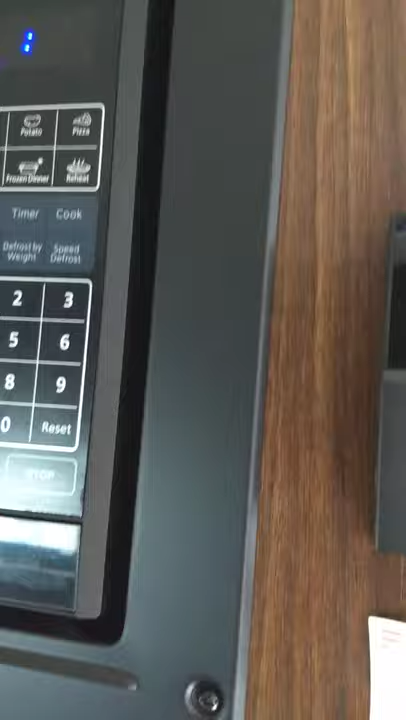 :
Potato Pizza
Frozen Dinner Reheat
Timer Cook
Defrost by Weight Speed Defrost
2 3
5 6
8 9
0 Reset
STOP